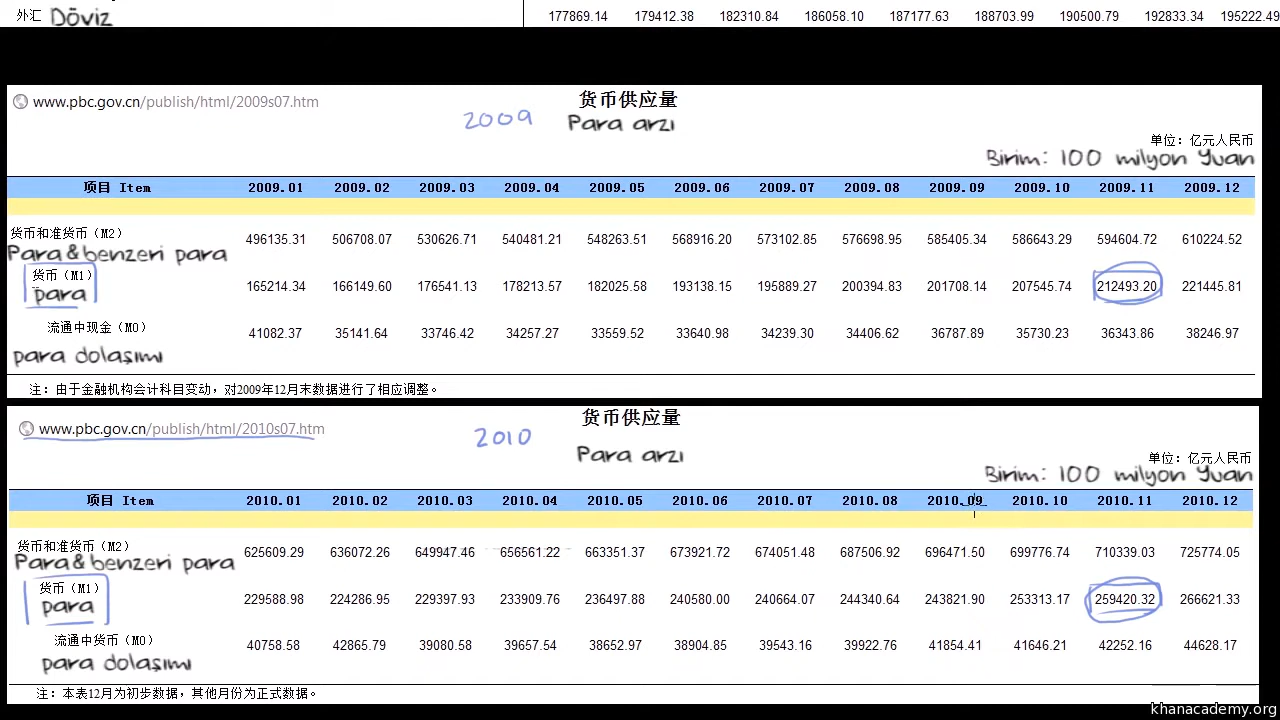 外汇 Döviz 177869.14 179412.38 182310.84 186058.10 187177.63 188703.99 190500.79 192833.34 195222.49
货币供应量
www.pbc.gov.cn/publish/html/2009s07.htm
2009 Para arzı
单位：亿元人民币
Birim: 100 milyon Yuan
项目 Item 2009.01 2009.02 2009.03 2009.04 2009.05 2009.06 2009.07 2009.08 2009.09 2009.10 2009.11 2009.12
货币和准货币（M2） 496135.31 506708.07 530626.71 540481.21 548263.51 568916.20 573102.85 576698.95 585405.34 586643.29 594604.72 610224.52
Para&benzeri para
货币（M1） 165214.34 166149.60 176541.13 178213.57 182025.58 193138.15 195889.27 200394.83 201708.14 207545.74 212493.20 221445.81
para
流通中现金（M0） 41082.37 35141.64 33746.42 34257.27 33559.52 33640.98 34239.30 34406.62 36787.89 35730.23 36343.86 38246.97
para dolaşımı
注：由于金融机构会计科目变动，对2009年12月末数据进行了相应调整。
货币供应量
www.pbc.gov.cn/publish/html/2010s07.htm
2010 Para arzı
单位：亿元人民币
Birim: 100 milyon Yuan
项目 Item 2010.01 2010.02 2010.03 2010.04 2010.05 2010.06 2010.07 2010.08 2010.09 2010.10 2010.11 2010.12
货币和准货币（M2） 625609.29 636072.26 649947.46 656561.22 663351.37 673921.72 674051.48 687506.92 696471.50 699776.74 710339.03 725774.05
Para&benzeri para
货币（M1） 229588.98 224286.95 229397.93 233909.76 236497.88 240580.00 240664.07 244340.64 243821.90 253313.17 259420.32 266621.33
para
流通中货币（M0） 40758.58 42865.79 39080.58 39657.54 38652.97 38904.85 39543.16 39922.76 41854.41 41646.21 42252.16 44628.17
para dolaşımı
注：本表12月为初步数据，其他月份为正式数据。
khanacademy.org